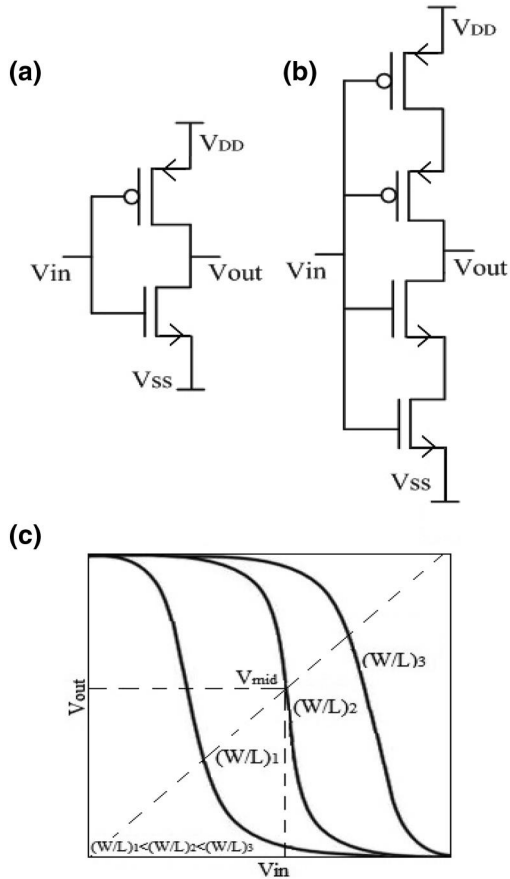 (a)
VDD
Vin
Vout
VSS
(b)
VDD
Vin
Vout
VSS
(c)
Vout
Vmid
(W/L)1
(W/L)2
(W/L)3
(W/L)1<(W/L)2<(W/L)3
Vin